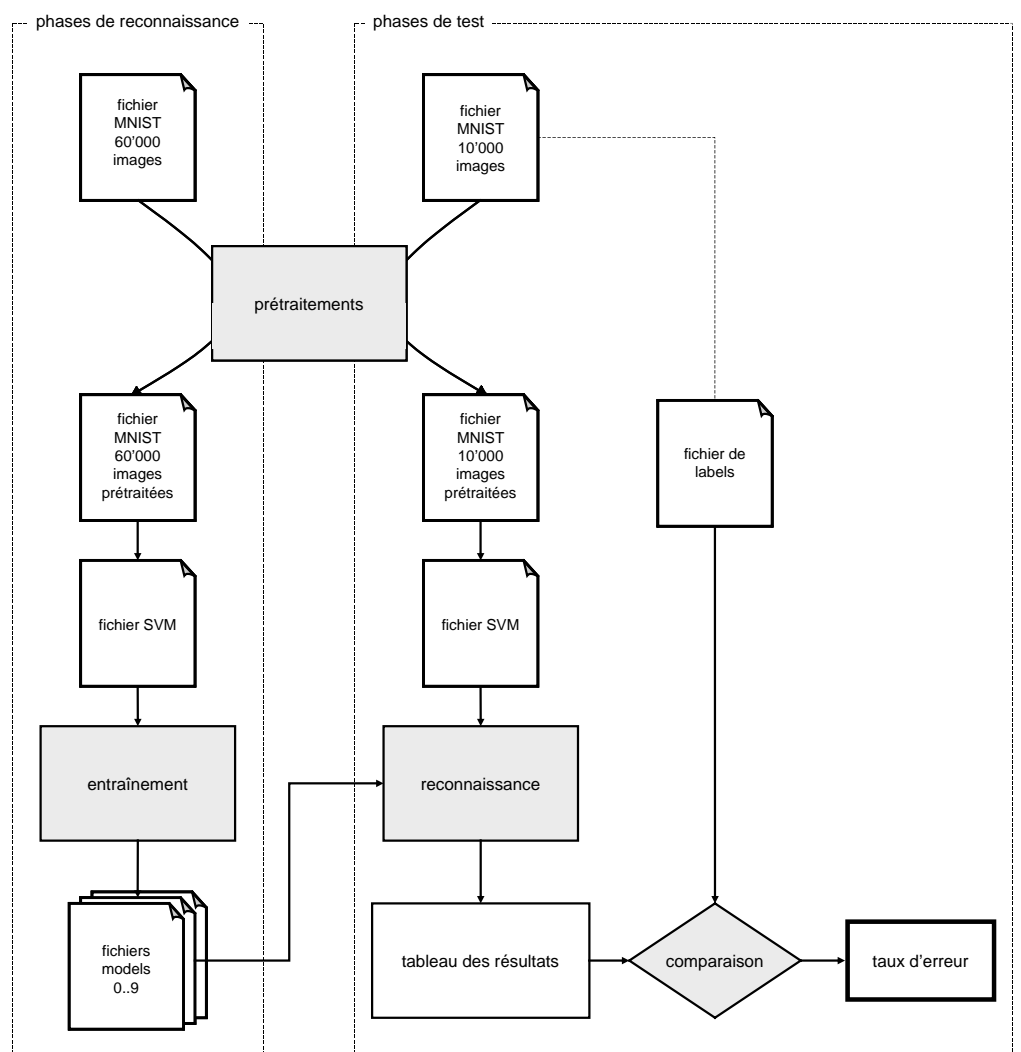 phases de reconnaissance
phases de test
fichier
MNIST
60'000
images
fichier
MNIST
10'000
images
prétraitements
fichier
MNIST
60'000
images
prétraitées
fichier
MNIST
10'000
images
prétraitées
fichier de
labels
fichier SVM
fichier SVM
entraînement
reconnaissance
fichiers
models
0..9
tableau des résultats
comparaison
taux d'erreur